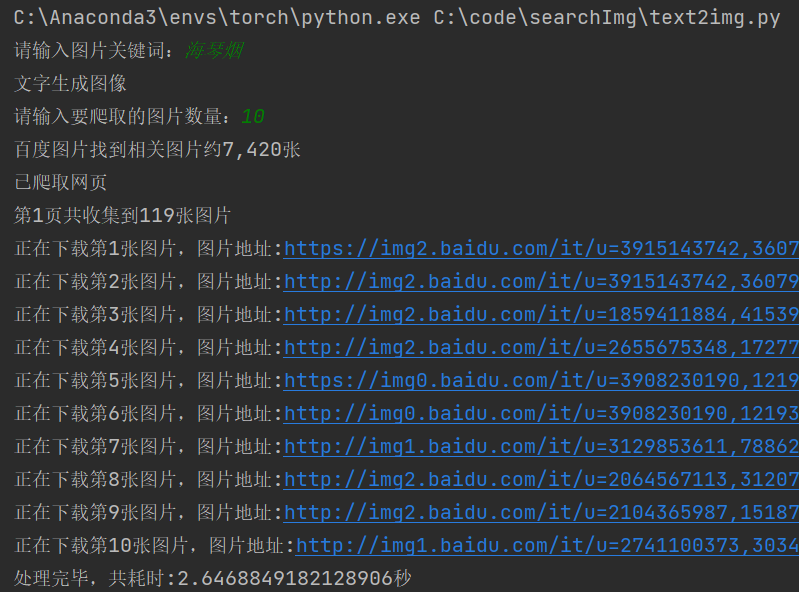 C:\Anaconda3\envs\torch\python.exe C:\code\searchImg\text2img.py
请输入图片关键词：海琴烟
文字生成图像
请输入要爬取的图片数量：10
百度图片找到相关图片约7,420张
已爬取网页
第1页共收集到119张图片
正在下载第1张图片，图片地址:https://img2.baidu.com/it/u=3915143742,3607
正在下载第2张图片，图片地址:http://img2.baidu.com/it/u=3915143742,36079
正在下载第3张图片，图片地址:http://img2.baidu.com/it/u=1859411884,41539
正在下载第4张图片，图片地址:http://img2.baidu.com/it/u=2655675348,17277
正在下载第5张图片，图片地址:https://img0.baidu.com/it/u=3908230190,1219
正在下载第6张图片，图片地址:http://img0.baidu.com/it/u=3908230190,12193
正在下载第7张图片，图片地址:http://img1.baidu.com/it/u=3129853611,78862
正在下载第8张图片，图片地址:http://img2.baidu.com/it/u=2064567113,31207
正在下载第9张图片，图片地址:http://img2.baidu.com/it/u=2104365987,15187
正在下载第10张图片，图片地址:http://img1.baidu.com/it/u=2741100373,3034
处理完毕，共耗时:2.6468849182128906秒